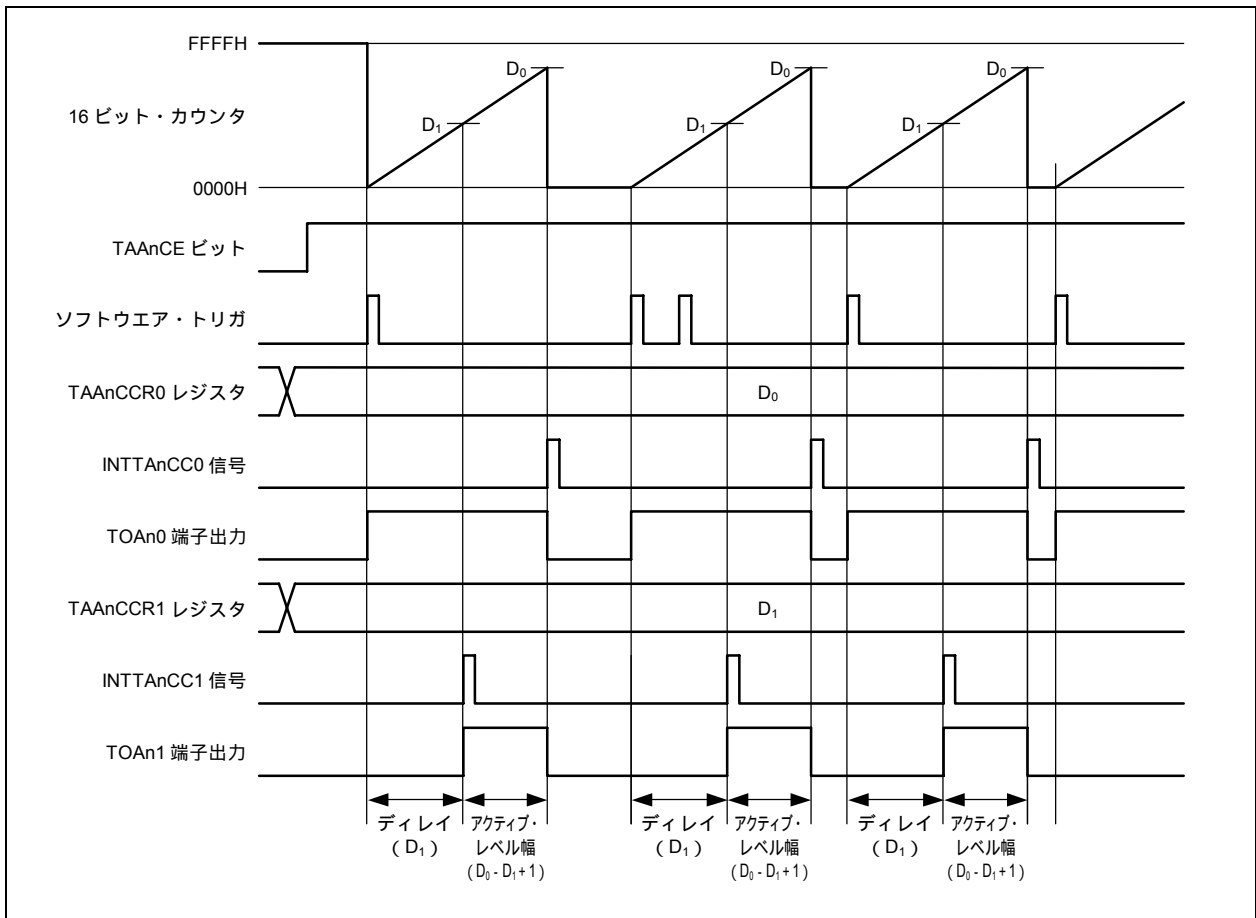 FFFFH
D₀
D₀
D₀
16 ビット・カウンタ
D₁
D₁
D₁
0000H
TAAnCE ビット
ソフトウエア・トリガ
TAAnCCR0 レジスタ
D₀
INTTAnCC0 信号
TOAn0 端子出力
TAAnCCR1 レジスタ
D₁
INTTAnCC1 信号
TOAn1 端子出力
ディレイ
( D₁ )
アクティブ・
レベル幅
( D₀ - D₁ + 1 )
ディレイ
( D₁ )
アクティブ・
レベル幅
( D₀ - D₁ + 1 )
ディレイ
( D₁ )
アクティブ・
レベル幅
( D₀ - D₁ + 1 )